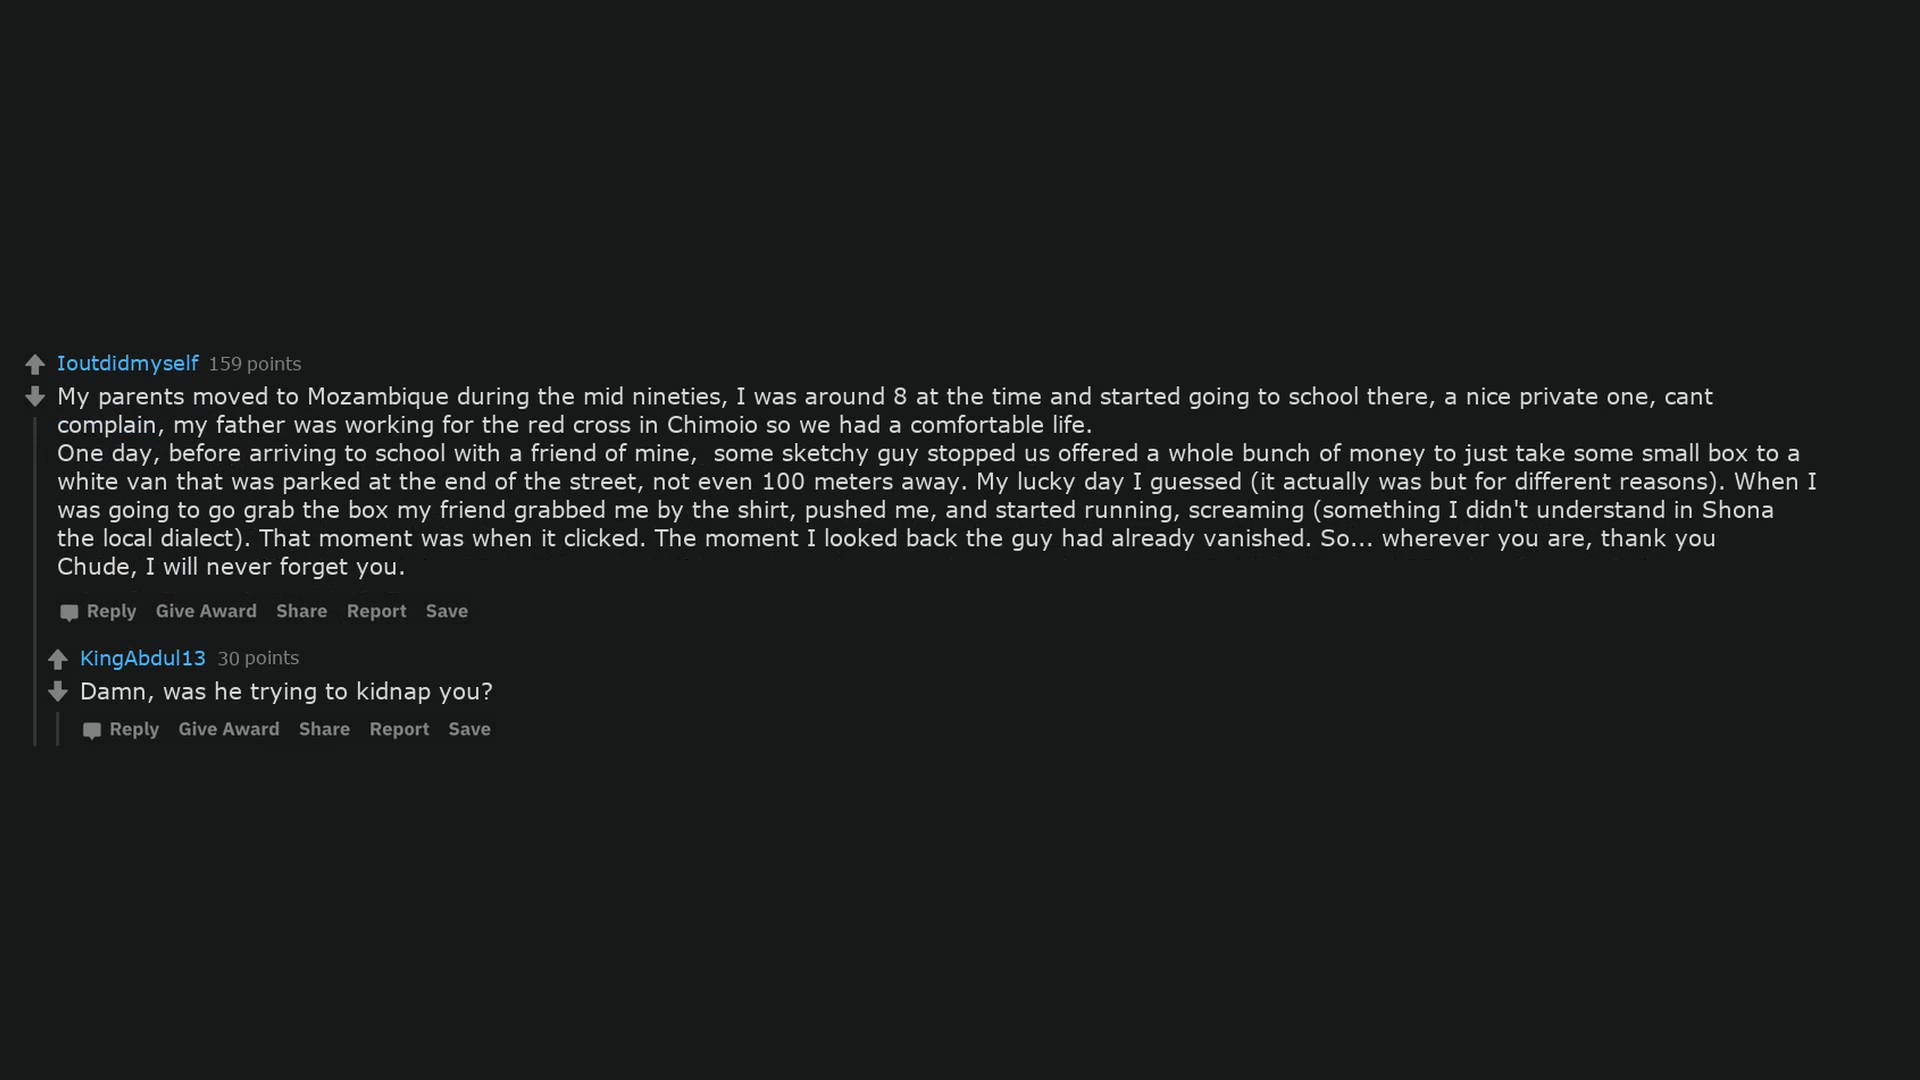 Ioutdidmyself 159 points
My parents moved to Mozambique during the mid nineties, I was around 8 at the time and started going to school there, a nice private one, cant
complain, my father was working for the red cross in Chimoio so we had a comfortable life.
One day, before arriving to school with a friend of mine,  some sketchy guy stopped us offered a whole bunch of money to just take some small box to a
white van that was parked at the end of the street, not even 100 meters away. My lucky day I guessed (it actually was but for different reasons). When I
was going to go grab the box my friend grabbed me by the shirt, pushed me, and started running, screaming (something I didn't understand in Shona
the local dialect). That moment was when it clicked. The moment I looked back the guy had already vanished. So... wherever you are, thank you
Chude, I will never forget you.
Reply Give Award Share Report Save
KingAbdul13 30 points
Damn, was he trying to kidnap you?
Reply Give Award Share Report Save